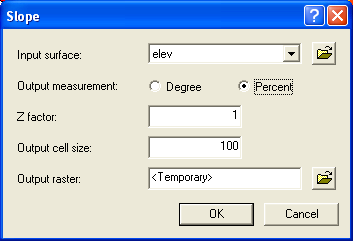 Slope
Input surface: elev
Output measurement: Degree Percent
Z factor: 1
Output cell size: 100
Output raster: <Temporary>
OK Cancel